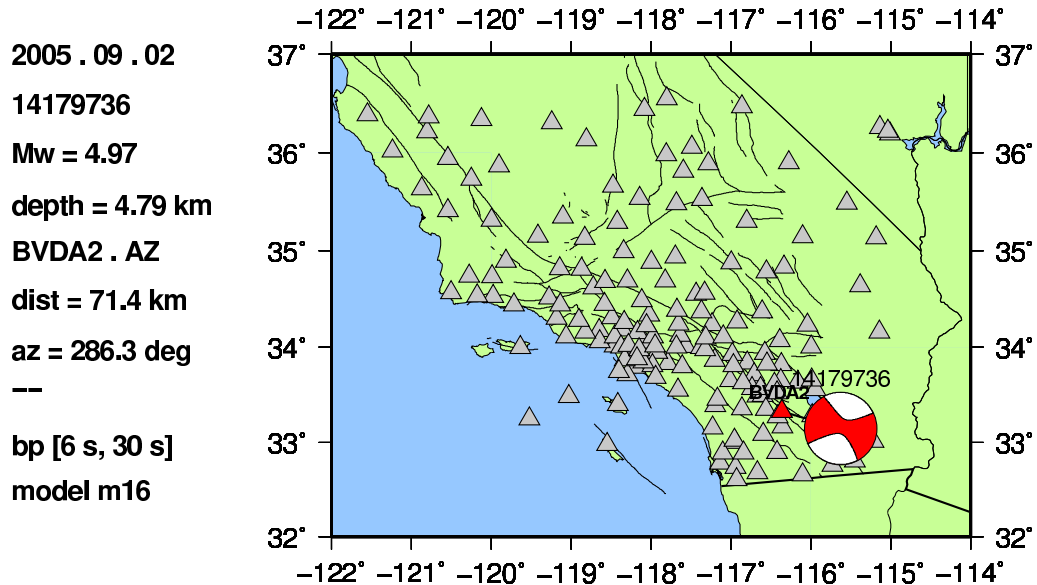 2005 . 09 . 02
14179736
Mw = 4.97
depth = 4.79 km
BVDA2 . AZ
dist = 71.4 km
az = 286.3 deg
−−
bp [6 s, 30 s]
model m16
−122˚ −121˚ −120˚ −119˚ −118˚ −117˚ −116˚ −115˚ −114˚
37˚ 37˚
36˚ 36˚
35˚ 35˚
34˚ 34˚
14179736
BVDA2
33˚ 33˚
32˚ 32˚
−122˚ −121˚ −120˚ −119˚ −118˚ −117˚ −116˚ −115˚ −114˚